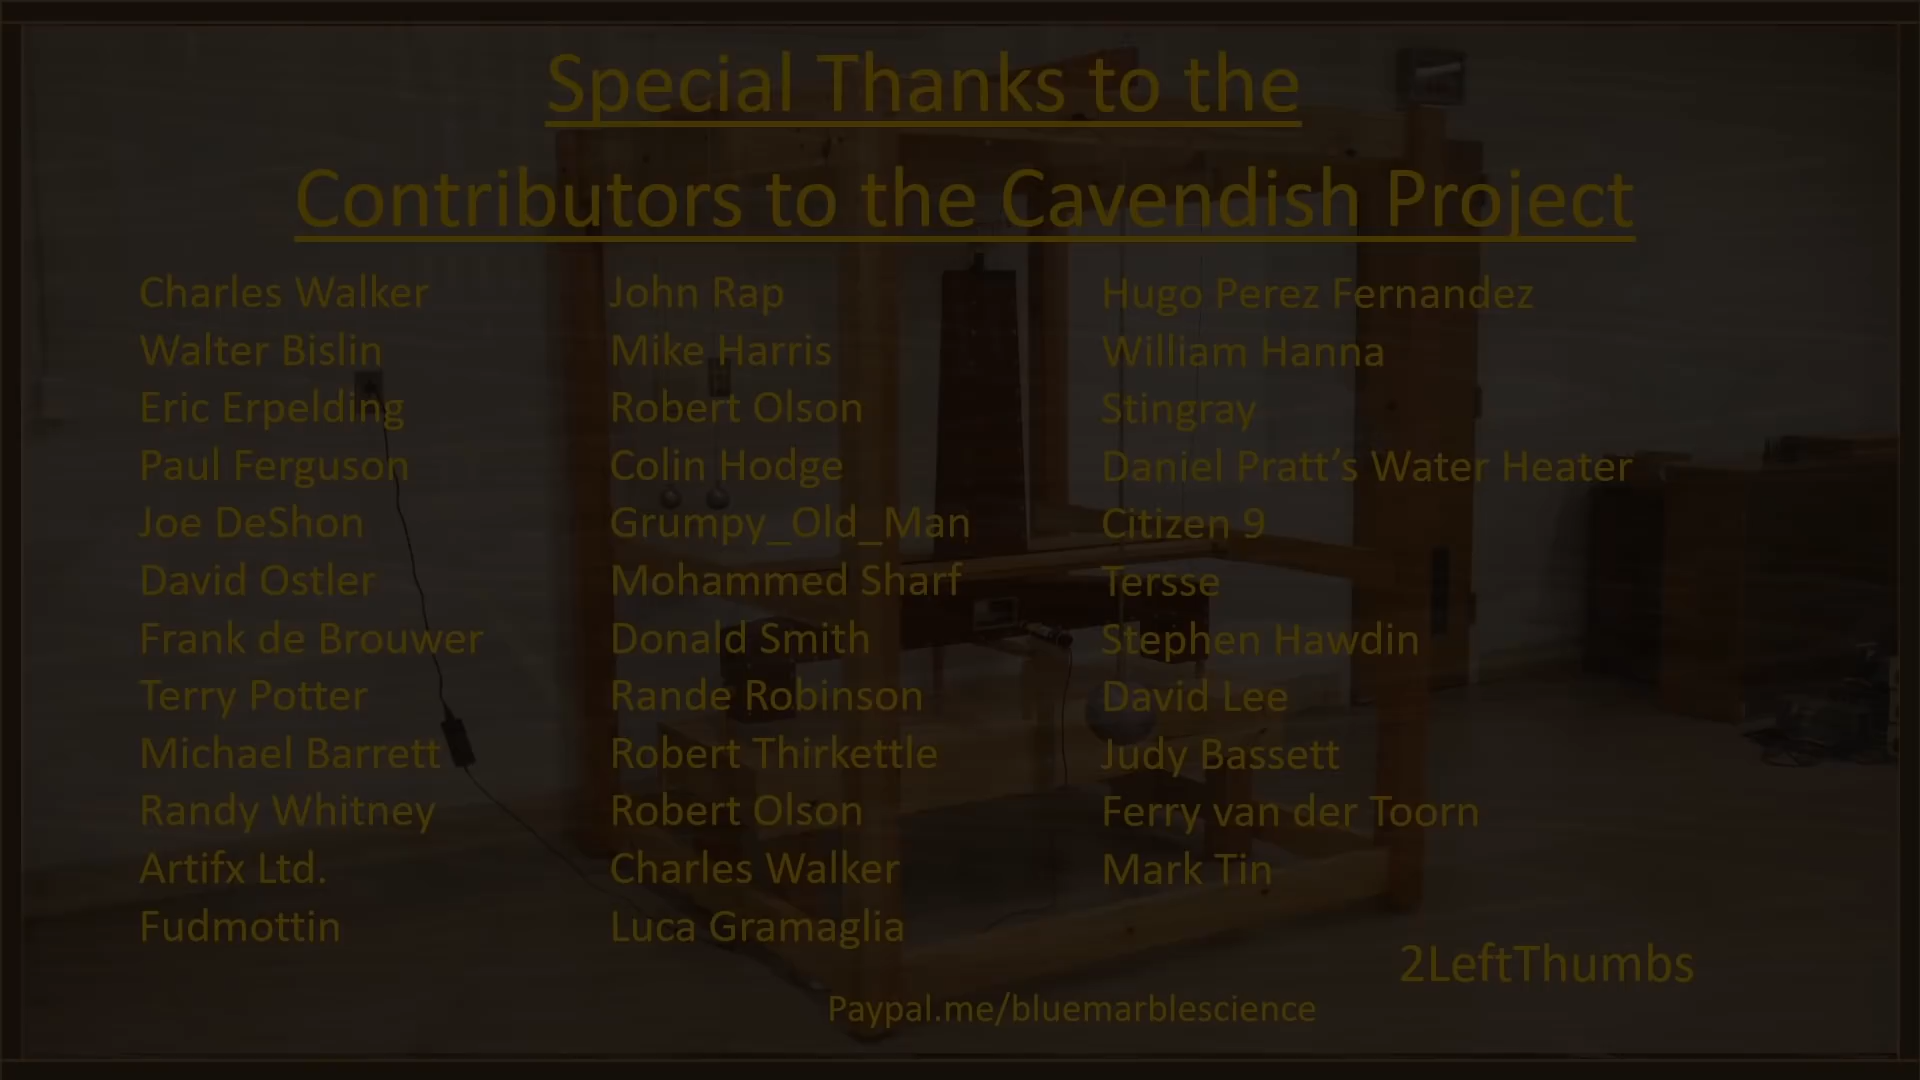 Special Thanks to the
Contributors to the Cavendish Project
Charles Walker
Walter Bislin
Eric Erpelding
Paul Ferguson
Joe DeShon
David Ostler
Frank de Brouwer
Terry Potter
Michael Barrett
Randy Whitney
Artifx Ltd.
Fudmottin
John Rap
Mike Harris
Robert Olson
Colin Hodge
Grumpy_Old_Man
Mohammed Sharf
Donald Smith
Rande Robinson
Robert Thirkettle
Robert Olson
Charles Walker
Luca Gramaglia
Hugo Perez Fernandez
William Hanna
Stingray
Daniel Pratt’s Water Heater
Citizen 9
Tersse
Stephen Hawdin
David Lee
Judy Bassett
Ferry van der Toorn
Mark Tin
2LeftThumbs
Paypal.me/bluemarblescience